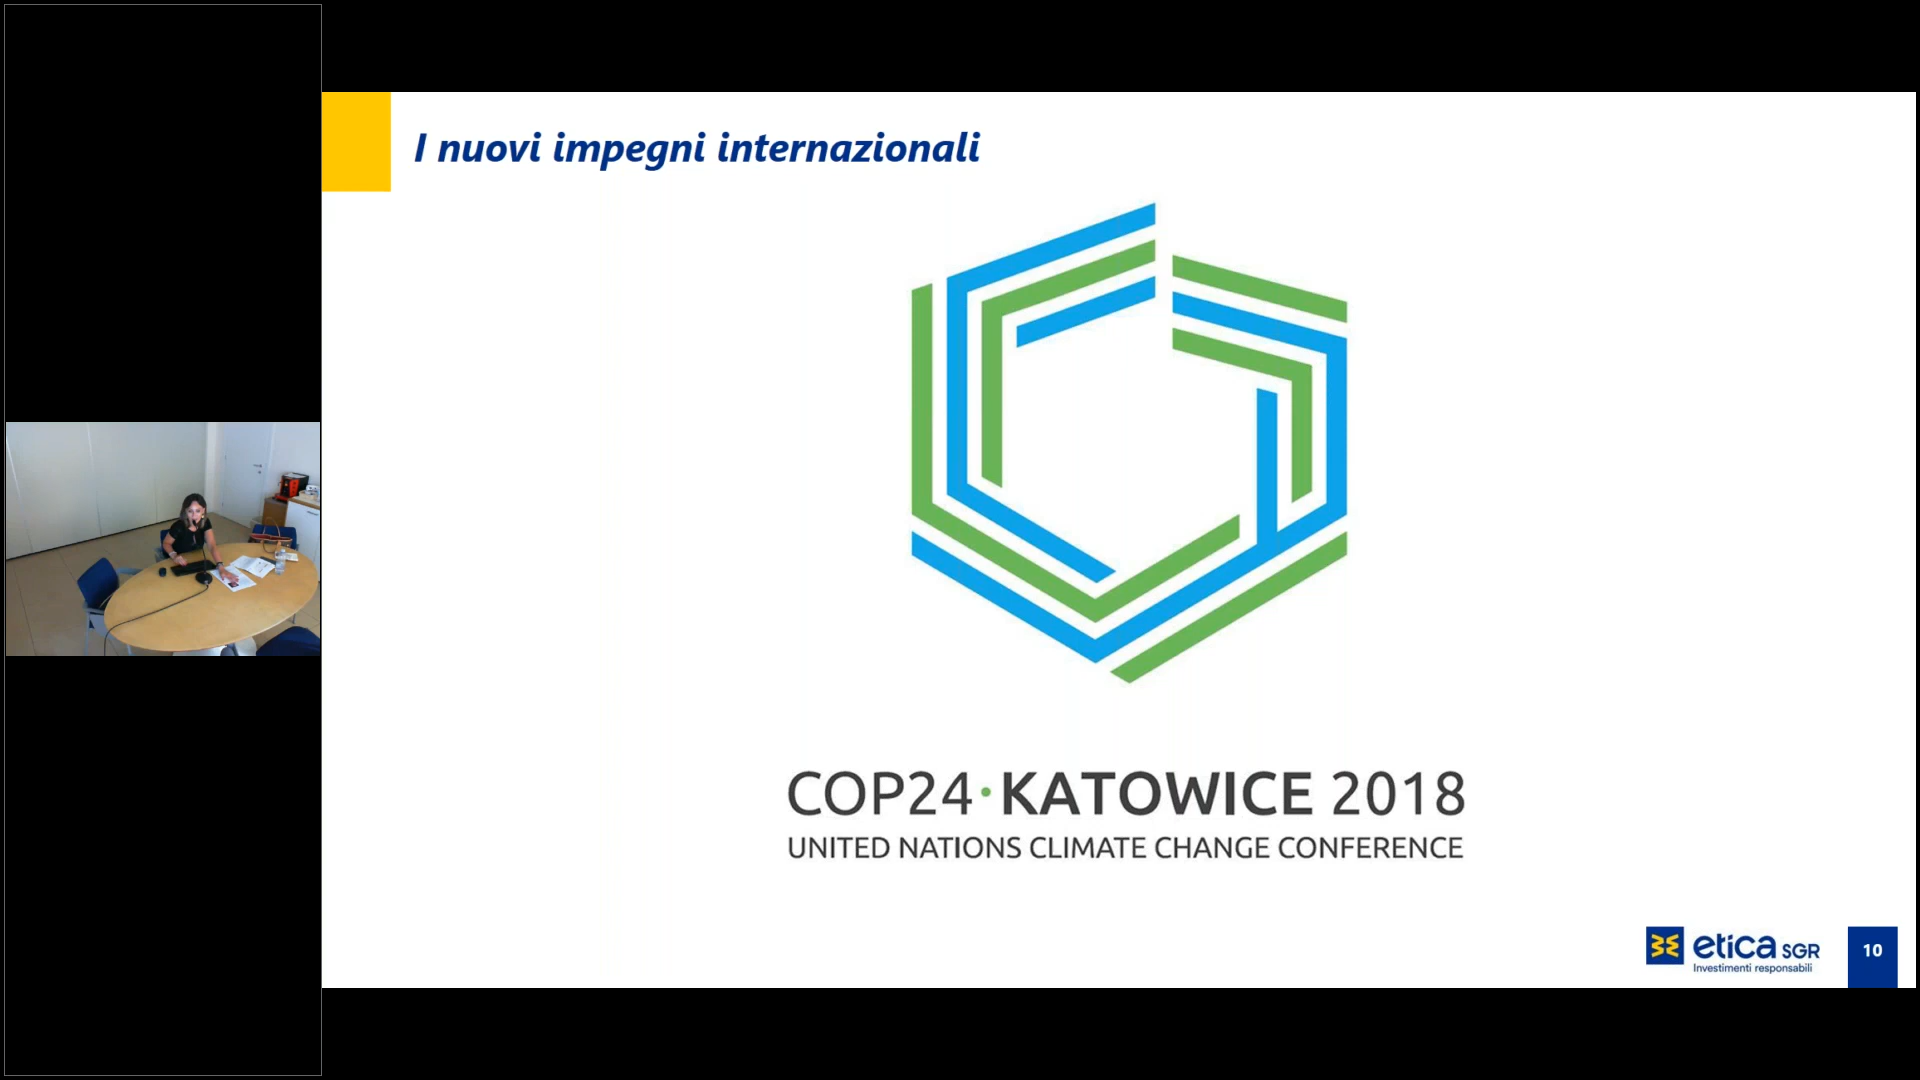 I nuovi impegni internazionali
COP24·KATOWICE 2018
UNITED NATIONS CLIMATE CHANGE CONFERENCE
etica SGR
Investimenti responsabili
10